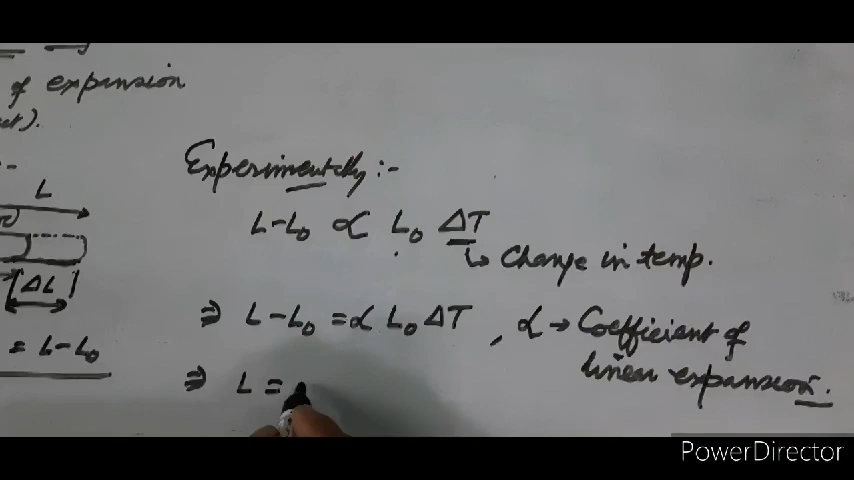 of expansion
Experimentally :-
L
L-L₀ ∝ L₀ ΔT
↳ Change in temp.
ΔL
⇒ L-L₀ = α L₀ ΔT , α → Coefficient of
linear expansion.
= L-L₀
⇒ L =
PowerDirector